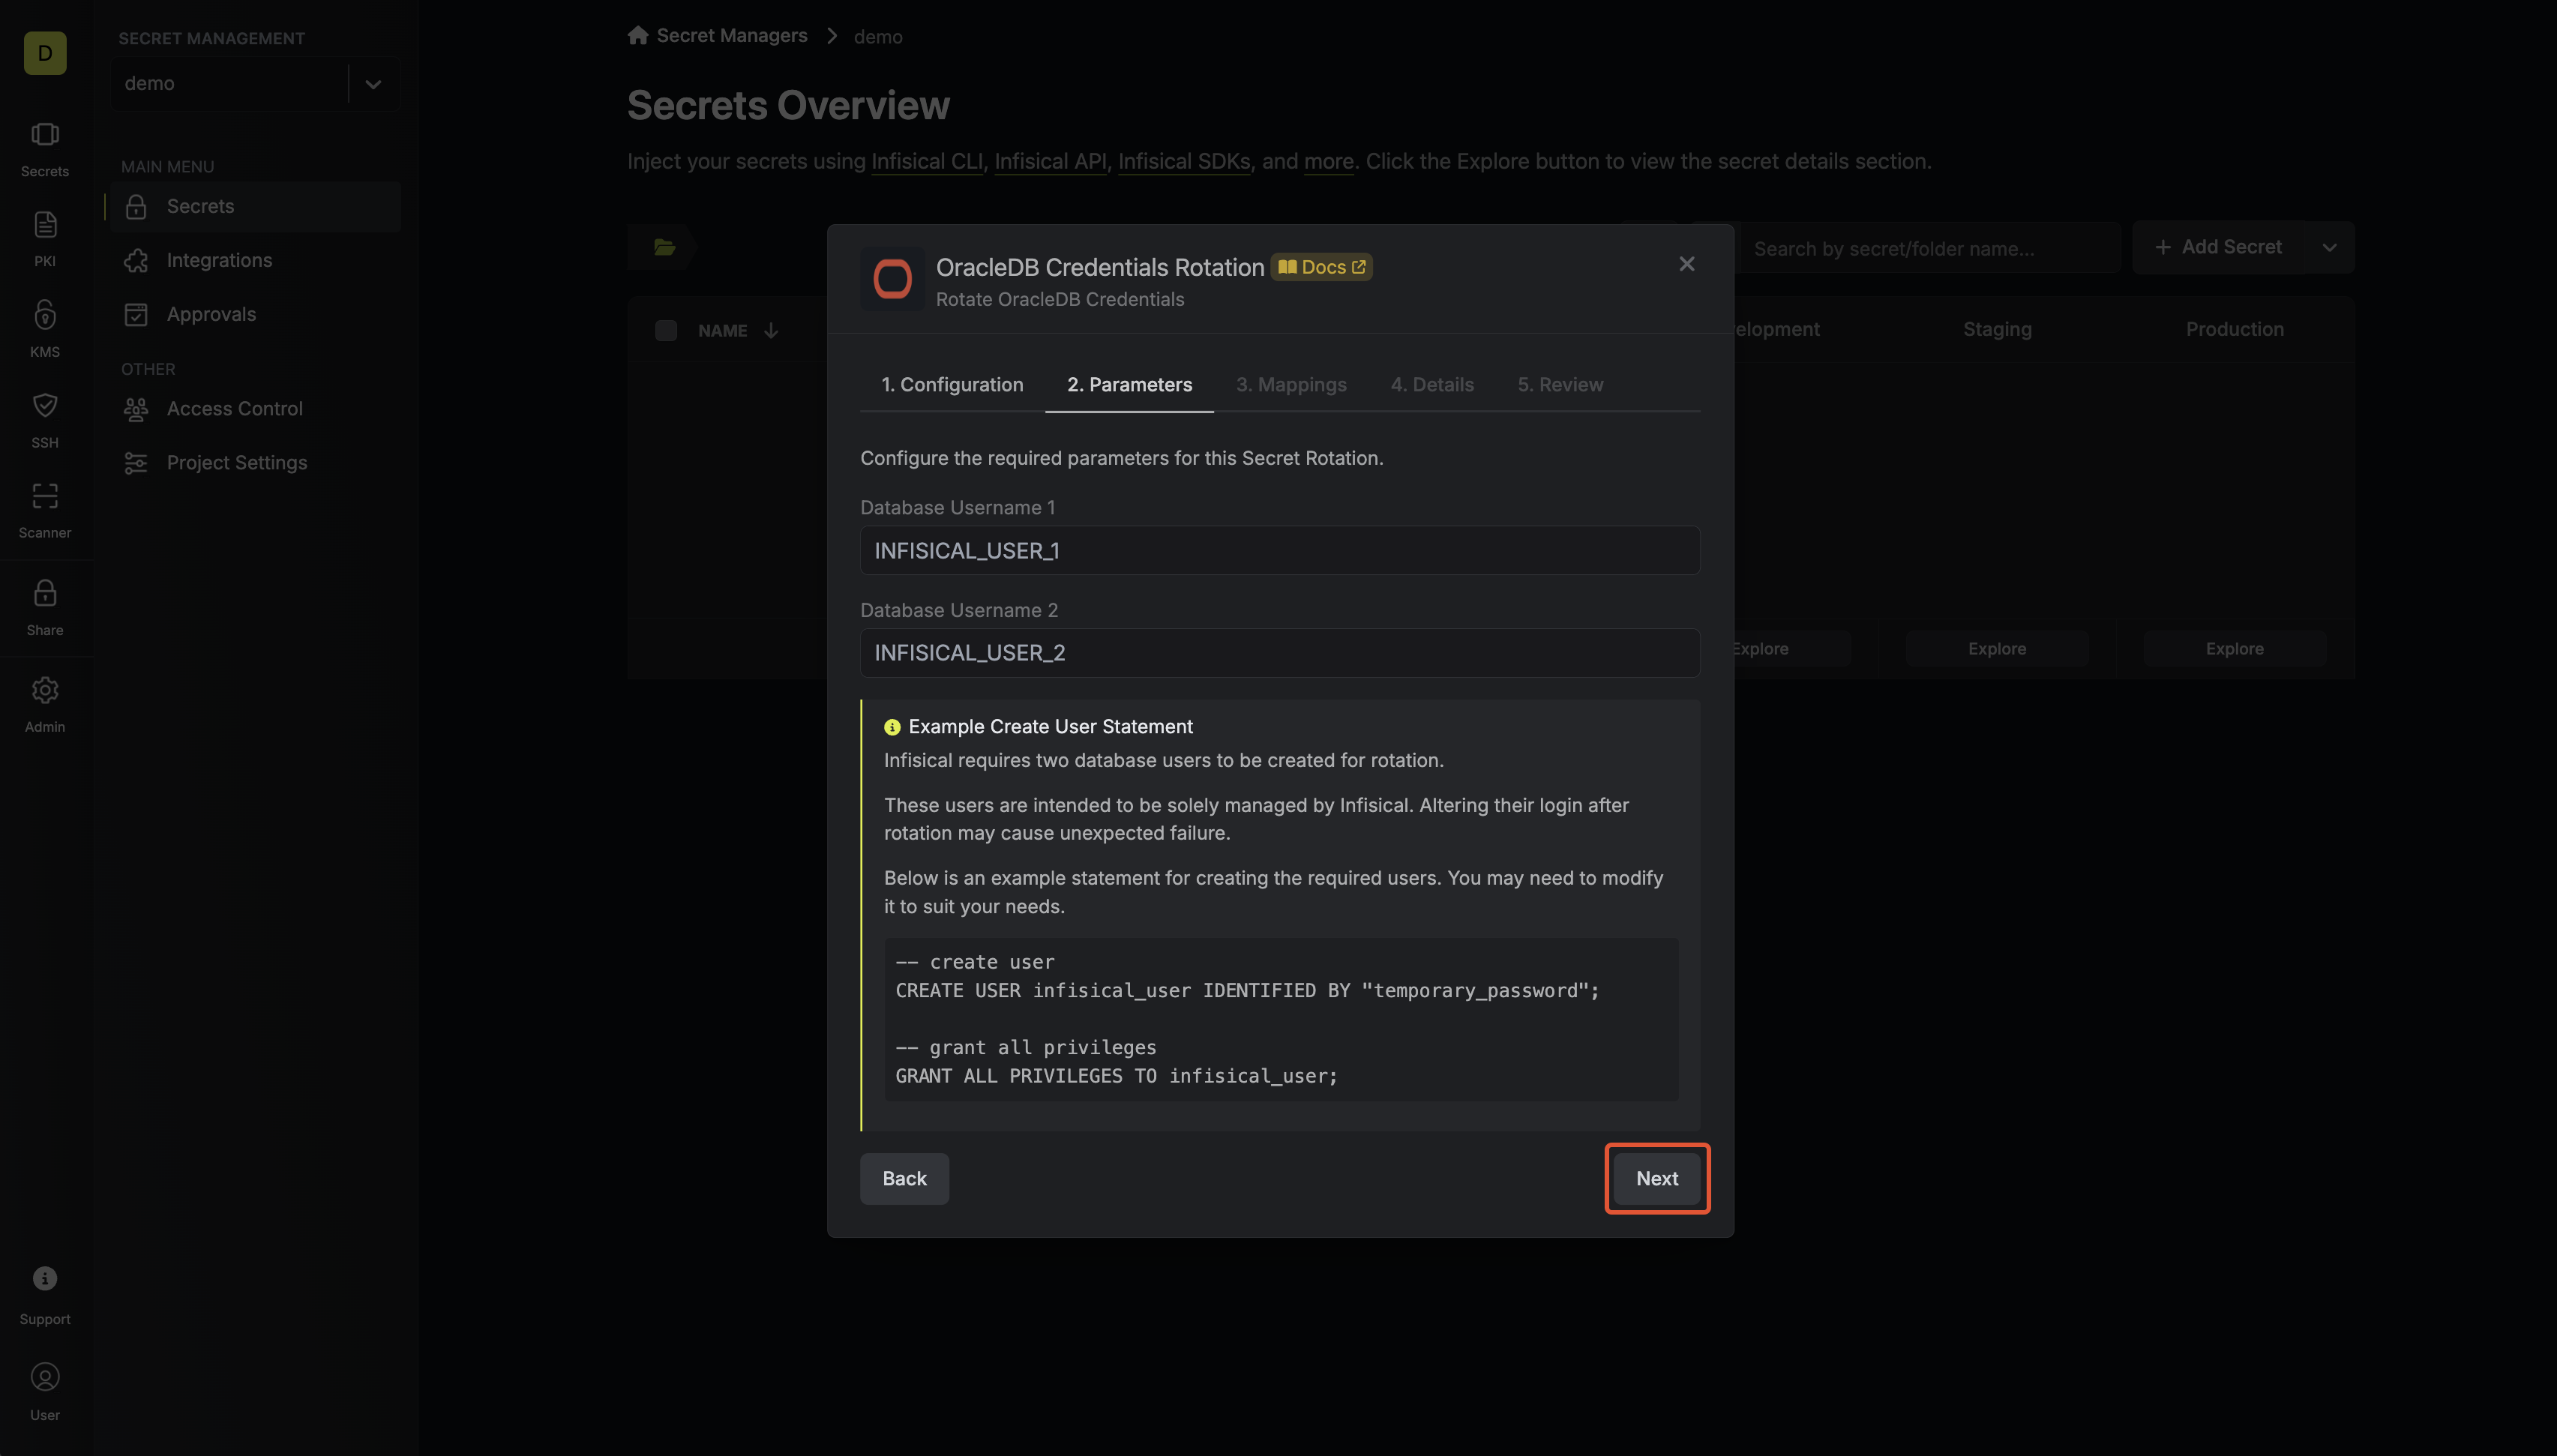 D
Secrets
PKI
KMS
SSH
Scanner
Share
Admin
Support
User
SECRET MANAGEMENT
demo
MAIN MENU
Secrets
Integrations
Approvals
OTHER
Access Control
Project Settings
Secret Managers
demo
Secrets Overview
Inject your secrets using Infisical CLI, Infisical API, Infisical SDKs, and more. Click the Explore button to view the secret details section.
Search by secret/folder name...
Add Secret
NAME
elopment
Staging
Production
Explore
Explore
Explore
OracleDB Credentials Rotation
Docs
Rotate OracleDB Credentials
1. Configuration
2. Parameters
3. Mappings
4. Details
5. Review
Configure the required parameters for this Secret Rotation.
Database Username 1
INFISICAL_USER_1
Database Username 2
INFISICAL_USER_2
Example Create User Statement
Infisical requires two database users to be created for rotation.
These users are intended to be solely managed by Infisical. Altering their login after
rotation may cause unexpected failure.
Below is an example statement for creating the required users. You may need to modify
it to suit your needs.
-- create user
CREATE USER infisical_user IDENTIFIED BY "temporary_password";
-- grant all privileges
GRANT ALL PRIVILEGES TO infisical_user;
Back
Next